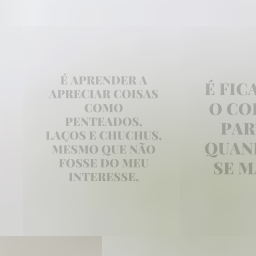 É APRENDER A
APRECIAR COISAS
COMO
PENTEADOS,
LAÇOS E CHUCHUS,
MESMO QUE NÃO
FOSSE DO MEU
INTERESSE.
É FICA
O CO
PAR
QUAN
SE M